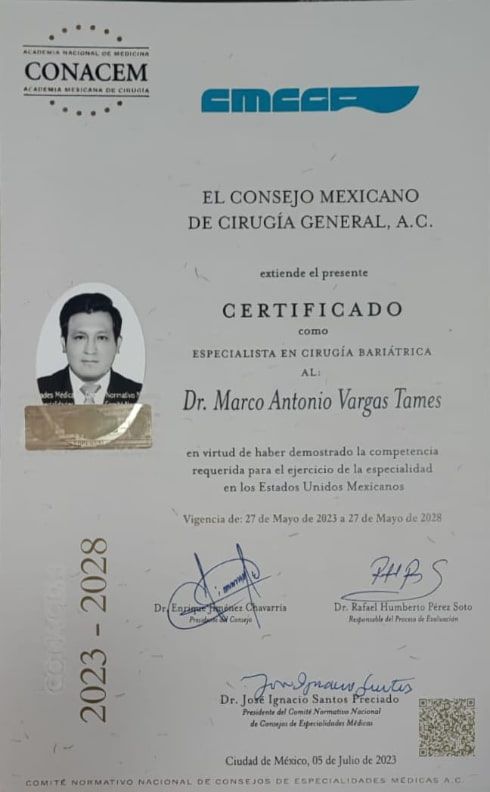 ACADEMIA NACIONAL DE MEDICINA
CONACEM
ACADEMIA MEXICANA DE CIRUGÍA
CMCGR
EL CONSEJO MEXICANO
DE CIRUGÍA GENERAL, A.C.
extiende el presente
CERTIFICADO
como
ESPECIALISTA EN CIRUGÍA BARIÁTRICA
AL:
Dr. Marco Antonio Vargas Tames
en virtud de haber demostrado la competencia
requerida para el ejercicio de la especialidad
en los Estados Unidos Mexicanos
Vigencia de: 27 de Mayo de 2023 a 27 de Mayo de 2028
Normativo
2023 - 2028
Dr. Enrique Jiménez Chavarría
Presidente del Consejo
Dr. Rafael Humberto Pérez Soto
Responsable del Proceso de Evaluación
Dr. José Ignacio Santos Preciado
Presidente del Comité Normativo Nacional
de Consejos de Especialidades Médicas
Ciudad de México, 05 de Julio de 2023
COMITÉ NORMATIVO NACIONAL DE CONSEJOS DE ESPECIALIDADES MÉDICAS A.C.